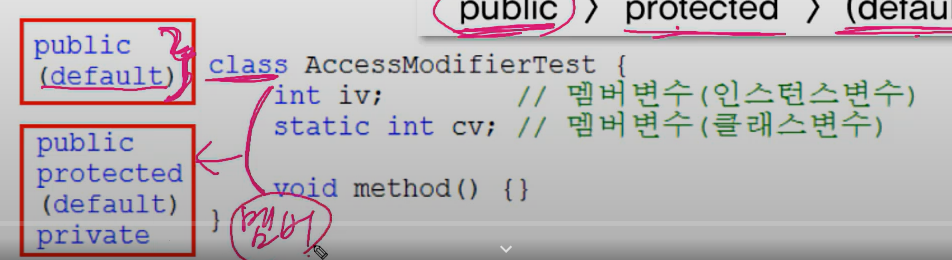 public > protected > (defau
public 2
(default)
class AccessModifierTest {
int iv; // 멤버변수(인스턴스변수)
static int cv; // 멤버변수(클래스변수)
public
protected
(default)
private
void method() {}
}
멤버